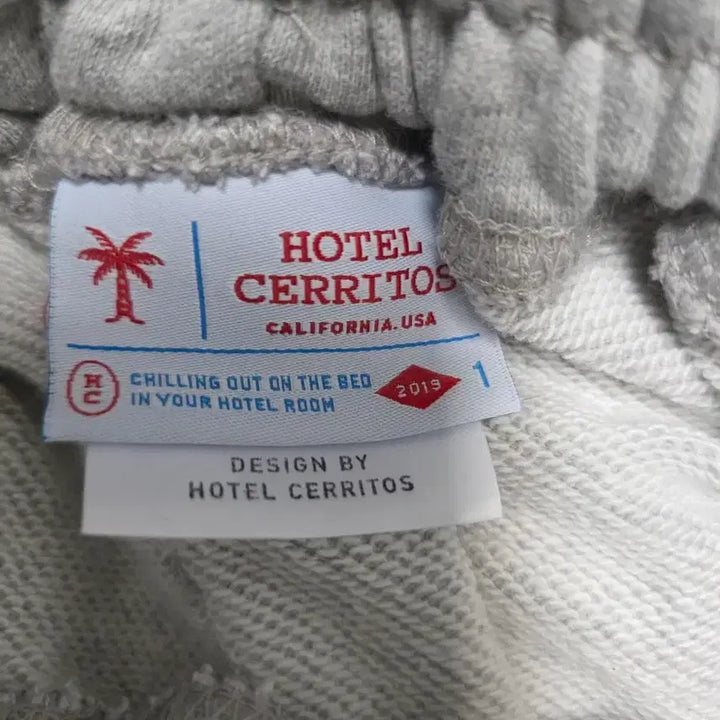 HOTEL
CERRITOS
CALIFORNIA. USA
HC
CHILLING OUT ON THE BED
IN YOUR HOTEL ROOM
2019
1
DESIGN BY
HOTEL CERRITOS